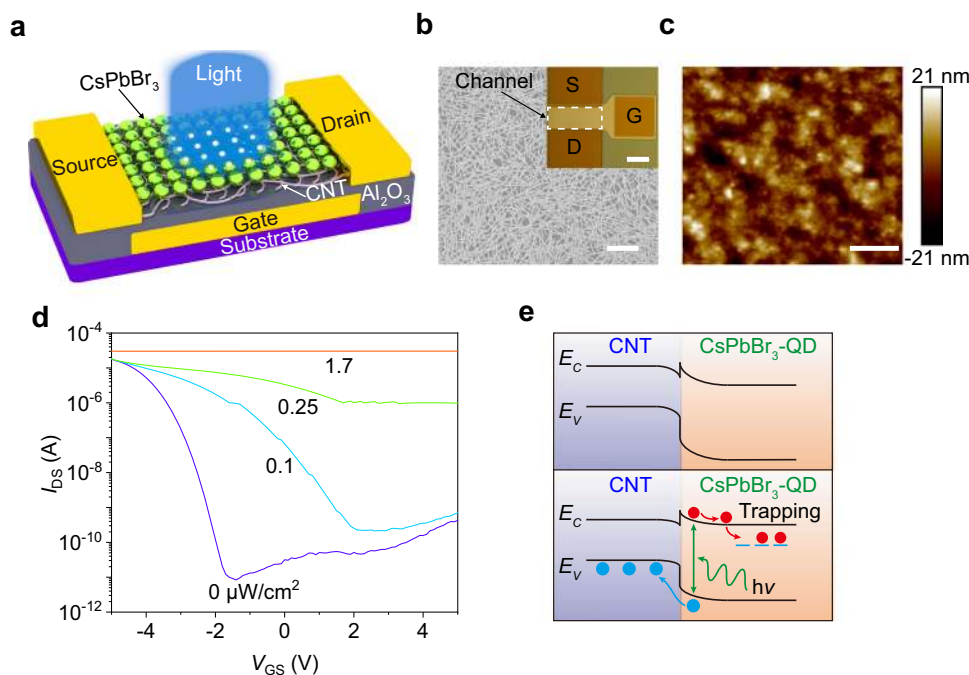 a
CsPbBr3
Light
Drain
Source
CNT
Al2O3
Gate
Substrate
b
Channel
S
G
D
c
21 nm
-21 nm
d
10-4
10-6
10-8
10-10
10-12
IDS (A)
1.7
0.25
0.1
0 µW/cm2
-4
-2
0
2
4
VGS (V)
e
CNT
CsPbBr3-QD
EC
EV
CNT
CsPbBr3-QD
EC
Trapping
EV
hv